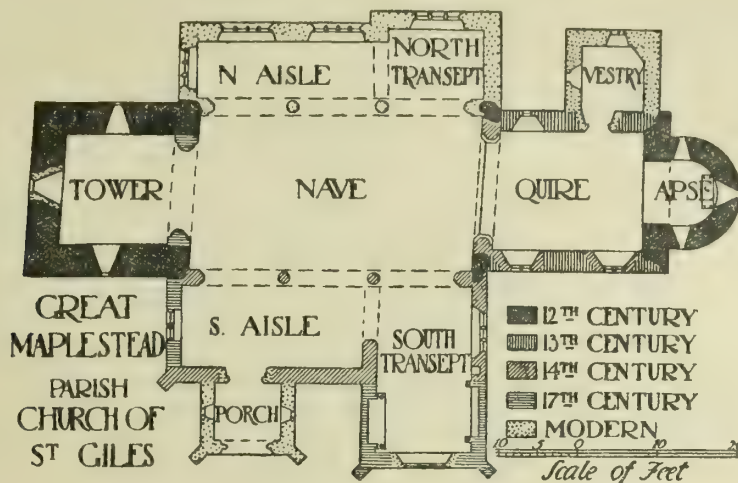 N AISLE
NORTH
TRANSEPT
VESTRY
TOWER
NAVE
QUIRE
APSE
S. AISLE
SOUTH
TRANSEPT
PORCH
GREAT
MAPLESTEAD
PARISH
CHURCH OF
ST GILES
12TH CENTURY
13TH CENTURY
14TH CENTURY
17TH CENTURY
MODERN
10 5 0 10 20
Scale of Feet